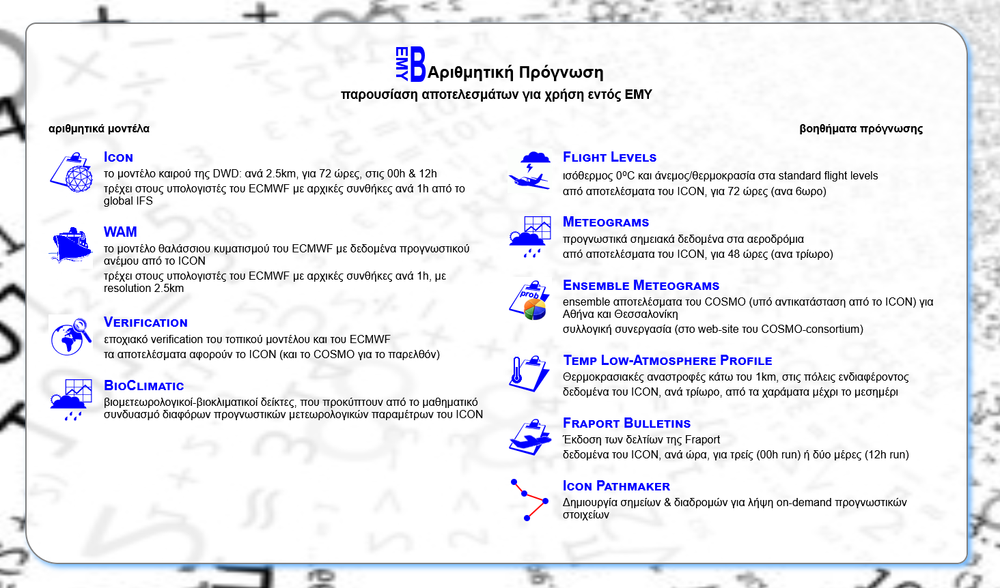 ΕΜΥ Β Αριθμητική Πρόγνωση
παρουσίαση αποτελεσμάτων για χρήση εντός ΕΜΥ
αριθμητικά μοντέλα
Icon
το μοντέλο καιρού της DWD: ανά 2.5km, για 72 ώρες, στις 00h & 12h
τρέχει στους υπολογιστές του ECMWF με αρχικές συνθήκες ανά 1h από το
global IFS
WAM
το μοντέλο θαλάσσιου κυματισμού του ECMWF με δεδομένα προγνωστικού
ανέμου από το ICON
τρέχει στους υπολογιστές του ECMWF με αρχικές συνθήκες ανά 1h, με
resolution 2.5km
Verification
εποχιακό verification του τοπικού μοντέλου και του ECMWF
τα αποτελέσματα αφορούν το ICON (και το COSMO για το παρελθόν)
BioClimatic
βιομετεωρολογικοί-βιοκλιματικοί δείκτες, που προκύπτουν από το μαθηματικό
συνδυασμό διαφόρων προγνωστικών μετεωρολογικών παραμέτρων του ICON
βοηθήματα πρόγνωσης
Flight Levels
ισόθερμος 0ºC και άνεμος/θερμοκρασία στα standard flight levels
από αποτελέσματα του ICON, για 72 ώρες (ανα 6ωρο)
Meteograms
προγνωστικά σημειακά δεδομένα στα αεροδρόμια
από αποτελέσματα του ICON, για 48 ώρες (ανα τρίωρο)
prob
Ensemble Meteograms
ensemble αποτελέσματα του COSMO (υπό αντικατάσταση από το ICON) για
Αθήνα και Θεσσαλονίκη
συλλογική συνεργασία (στο web-site του COSMO-consortium)
Temp Low-Atmosphere Profile
Θερμοκρασιακές αναστροφές κάτω του 1km, στις πόλεις ενδιαφέροντος
δεδομένα του ICON, ανά τρίωρο, από τα χαράματα μέχρι το μεσημέρι
Fraport Bulletins
Έκδοση των δελτίων της Fraport
δεδομένα του ICON, ανά ώρα, για τρείς (00h run) ή δύο μέρες (12h run)
Icon Pathmaker
Δημιουργία σημείων & διαδρομών για λήψη on-demand προγνωστικών
στοιχείων